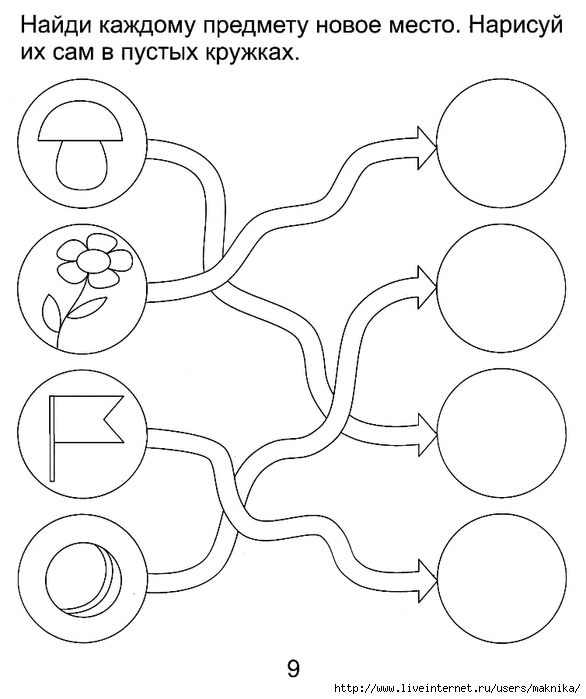 Найди каждому предмету новое место. Нарисуй
их сам в пустых кружках.
9
http://www.liveinternet.ru/users/maknika/